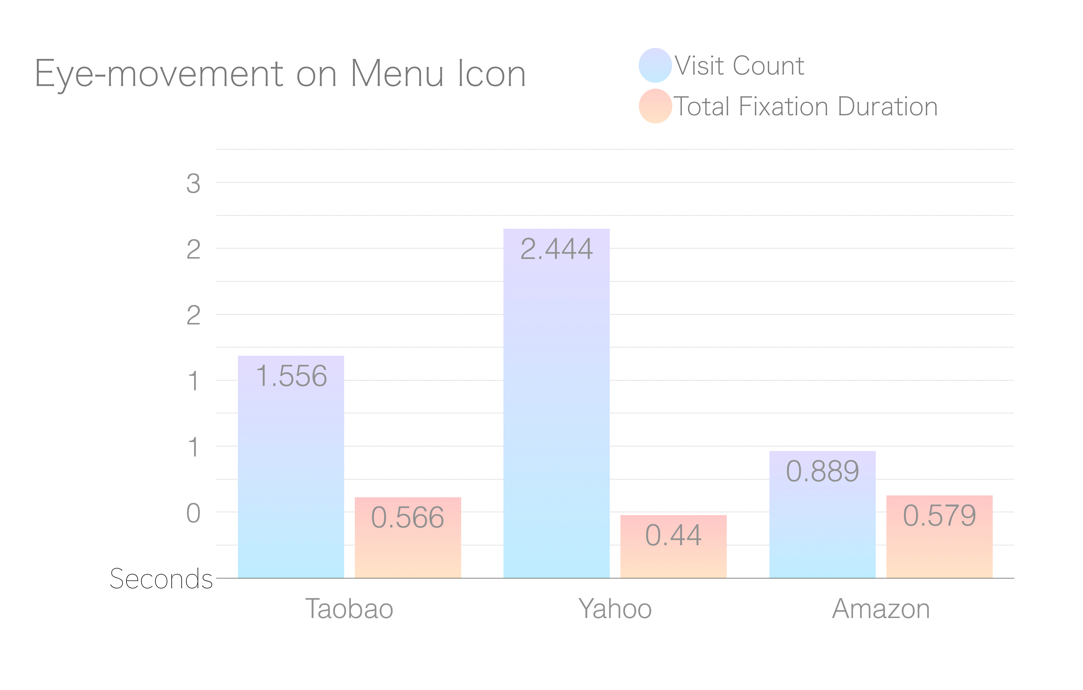 Eye-movement on Menu Icon
Visit Count
Total Fixation Duration
3
2
2
1
1
0
Seconds
1.556
0.566
2.444
0.44
0.889
0.579
Taobao
Yahoo
Amazon